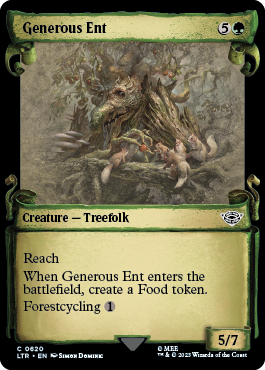 Generous Ent 5
Creature — Treefolk
Reach
When Generous Ent enters the
battlefield, create a Food token.
Forestcycling 1
5/7
C 0620
LTR • EN SIMON DOMINIC
© MEE
™ & © 2023 Wizards of the Coast